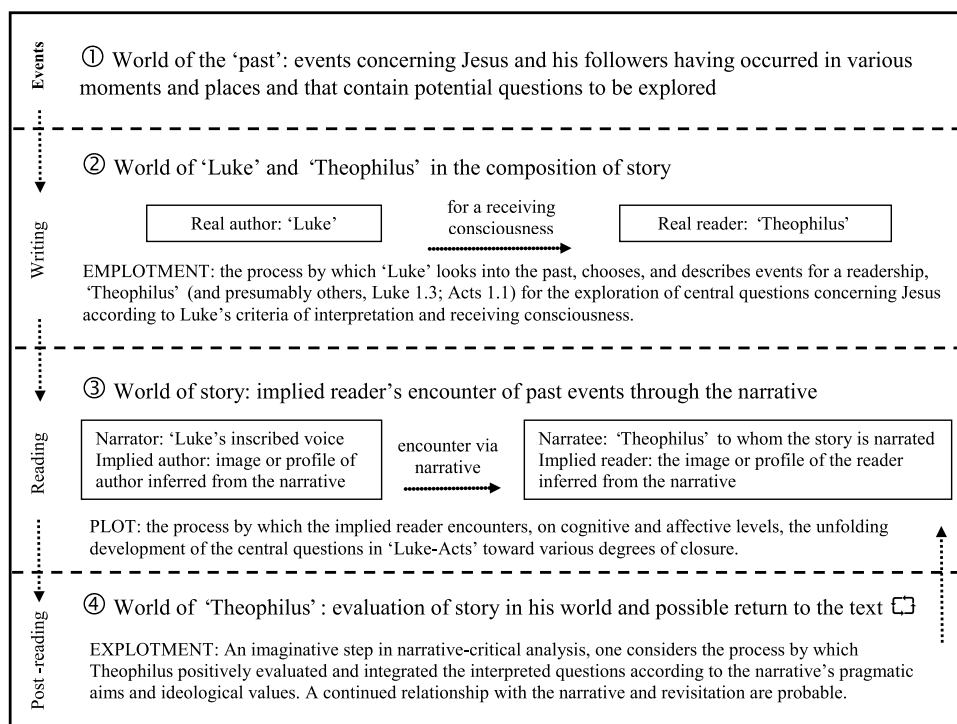 Events
① World of the ‘past’: events concerning Jesus and his followers having occurred in various
moments and places and that contain potential questions to be explored
Writing
② World of ‘Luke’ and ‘Theophilus’ in the composition of story
Real author: ‘Luke’
for a receiving
consciousness
Real reader: ‘Theophilus’
EMPLOTMENT: the process by which ‘Luke’ looks into the past, chooses, and describes events for a readership,
‘Theophilus’ (and presumably others, Luke 1.3; Acts 1.1) for the exploration of central questions concerning Jesus
according to Luke’s criteria of interpretation and receiving consciousness.
Reading
③ World of story: implied reader’s encounter of past events through the narrative
Narrator: ‘Luke’s inscribed voice
Implied author: image or profile of
author inferred from the narrative
encounter via
narrative
Narratee: ‘Theophilus’ to whom the story is narrated
Implied reader: the image or profile of the reader
inferred from the narrative
PLOT: the process by which the implied reader encounters, on cognitive and affective levels, the unfolding
development of the central questions in ‘Luke-Acts’ toward various degrees of closure.
Post -reading
④ World of ‘Theophilus’ : evaluation of story in his world and possible return to the text
EXPLOTMENT: An imaginative step in narrative-critical analysis, one considers the process by which
Theophilus positively evaluated and integrated the interpreted questions according to the narrative’s pragmatic
aims and ideological values. A continued relationship with the narrative and revisitation are probable.